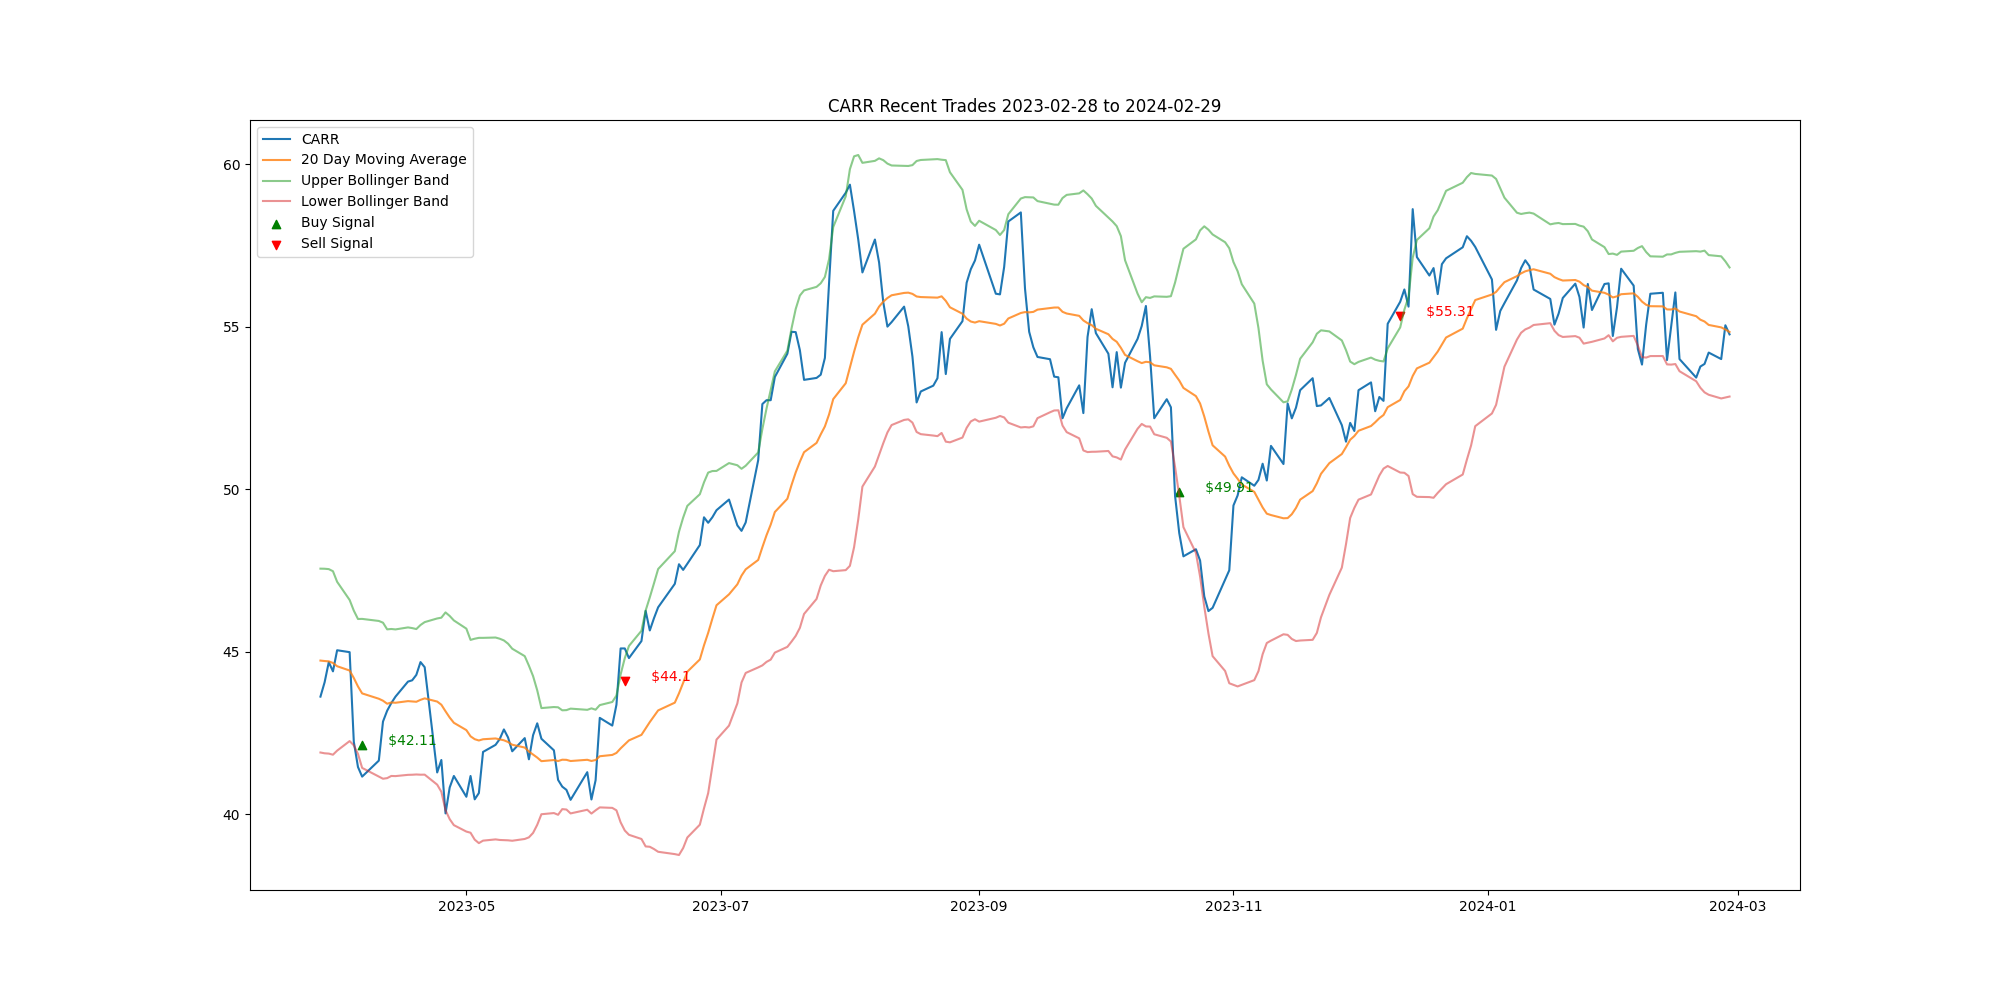 CARR Recent Trades 2023-02-28 to 2024-02-29
CARR
20 Day Moving Average
Upper Bollinger Band
Lower Bollinger Band
Buy Signal
Sell Signal
60
55
50
45
40
$42.11
$44.1
$49.91
$55.31
2023-05
2023-07
2023-09
2023-11
2024-01
2024-03